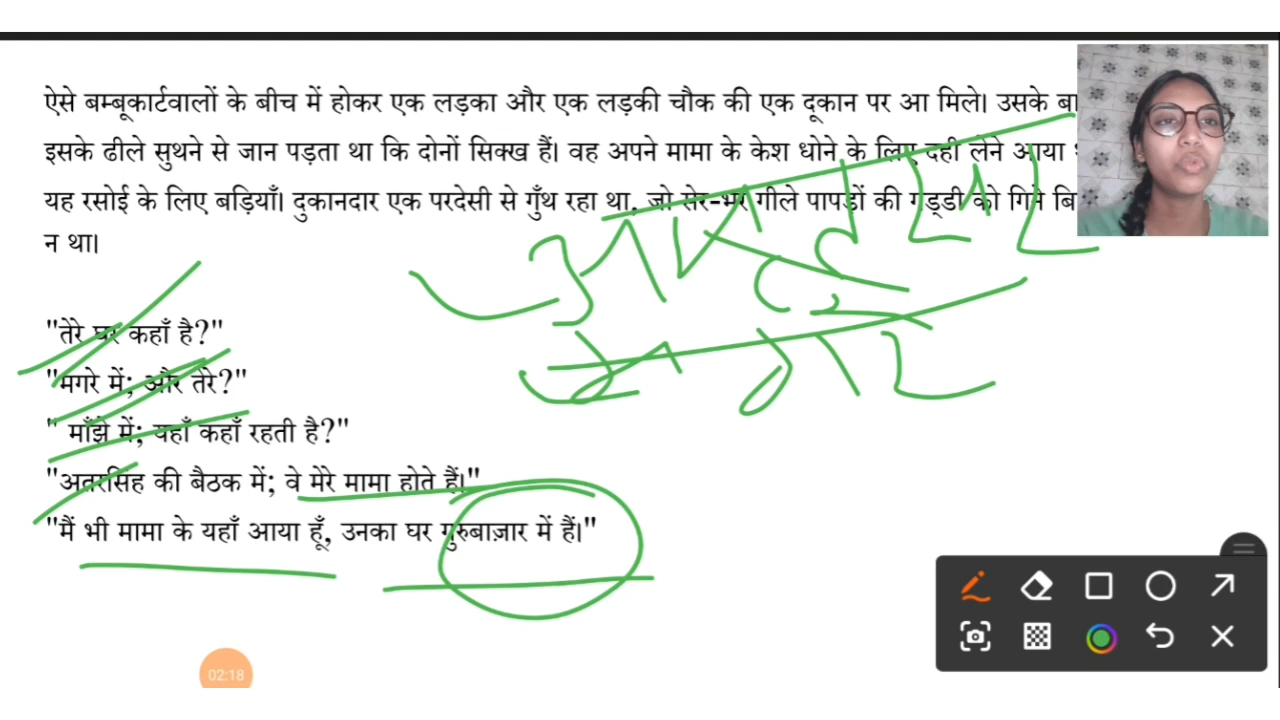 ऐसे बम्बूकार्टवालों के बीच में होकर एक लड़का और एक लड़की चौक की एक दूकान पर आ मिले। उसके बा
इसके ढीले सुथने से जान पड़ता था कि दोनों सिक्ख हैं। वह अपने मामा के केश धोने के लिए दही लेने आया
यह रसोई के लिए बड़ियाँ। दुकानदार एक परदेसी से गुँथ रहा था, जो सेर-भर गीले पापड़ों की गड्डी को गिने बि
न था।
"तेरे घर कहाँ है?"
"मगरे में; और तेरे?"
" माँझे में; यहाँ कहाँ रहती है?"
"अतरसिंह की बैठक में; वे मेरे मामा होते हैं।"
"मैं भी मामा के यहाँ आया हूँ, उनका घर गुरुबाज़ार में हैं।"
02:18